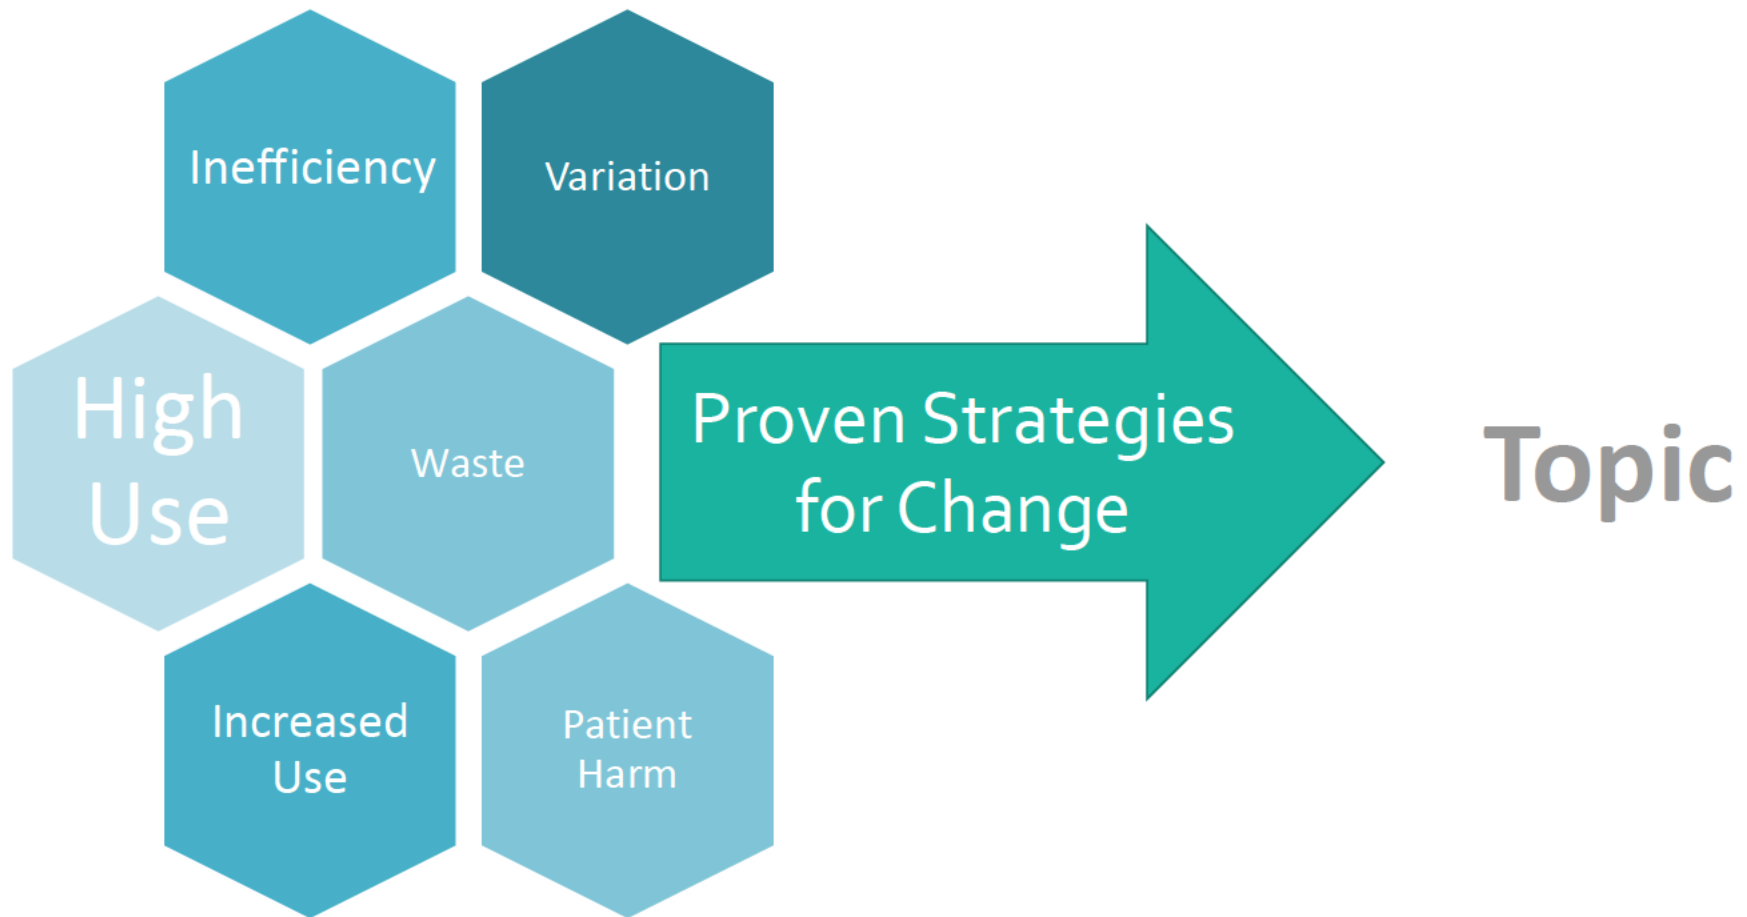 Inefficiency
Variation
High
Use
Waste
Proven Strategies
for Change
Topic
Increased
Use
Patient
Harm